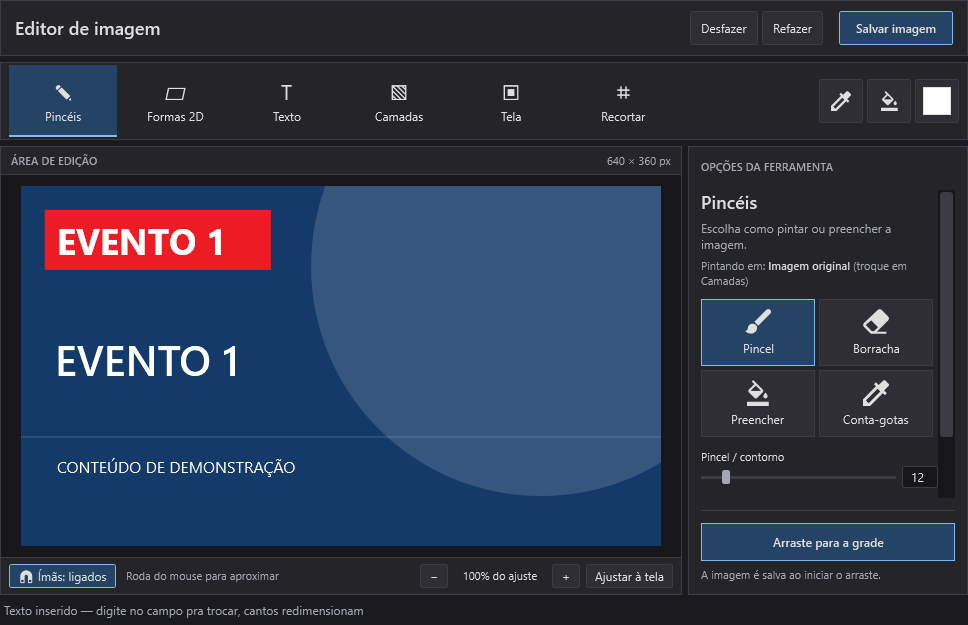 Editor de imagem
Desfazer
Refazer
Salvar imagem
Pincéis
Formas 2D
Texto
Camadas
Tela
Recortar
ÁREA DE EDIÇÃO
640 × 360 px
EVENTO 1
EVENTO 1
CONTEÚDO DE DEMONSTRAÇÃO
Ímãs: ligados
Roda do mouse para aproximar
−
100% do ajuste
+
Ajustar à tela
OPÇÕES DA FERRAMENTA
Pincéis
Escolha como pintar ou preencher a
imagem.
Pintando em: Imagem original (troque em
Camadas)
Pincel
Borracha
Preencher
Conta-gotas
Pincel / contorno
12
Arraste para a grade
A imagem é salva ao iniciar o arraste.
Texto inserido — digite no campo pra trocar, cantos redimensionam